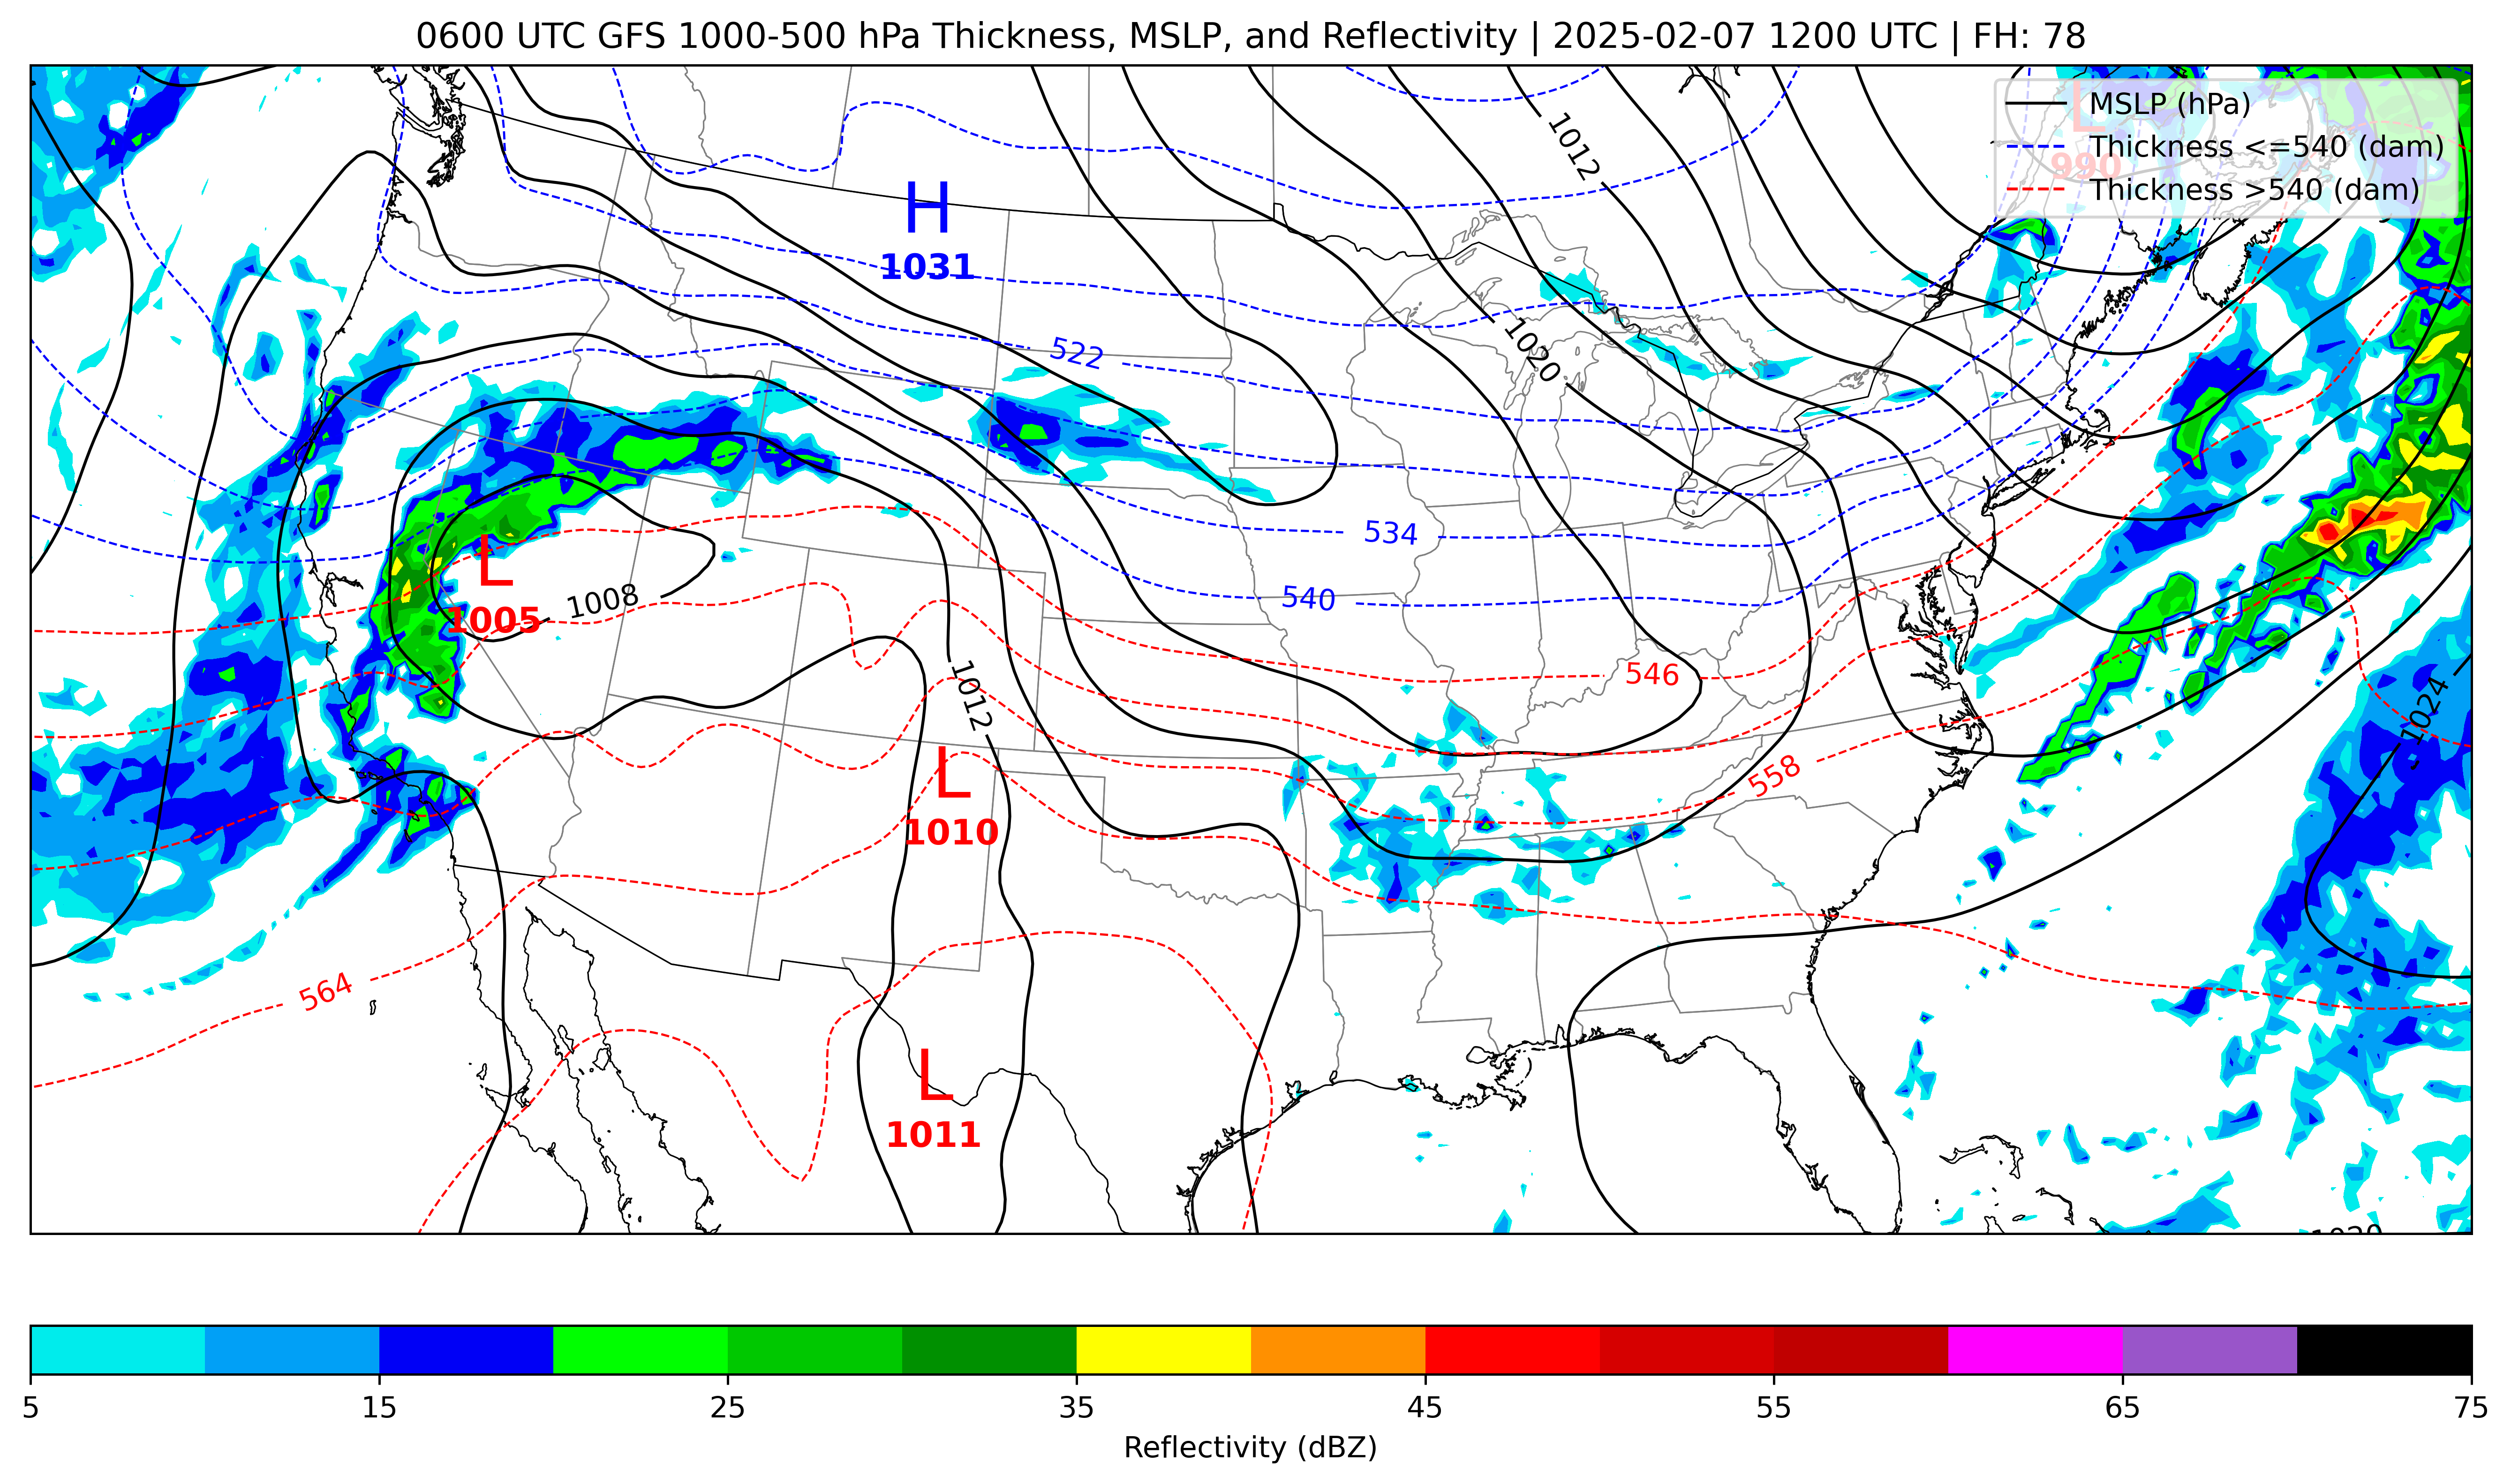 0600 UTC GFS 1000-500 hPa Thickness, MSLP, and Reflectivity | 2025-02-07 1200 UTC | FH: 78
MSLP (hPa)
Thickness <=540 (dam)
Thickness >540 (dam)
L
990
1012
H
1031
1020
522
534
L
1005
1008
540
546
1012
1024
L
1010
558
564
L
1011
1020
5
15
25
35
45
55
65
75
Reflectivity (dBZ)